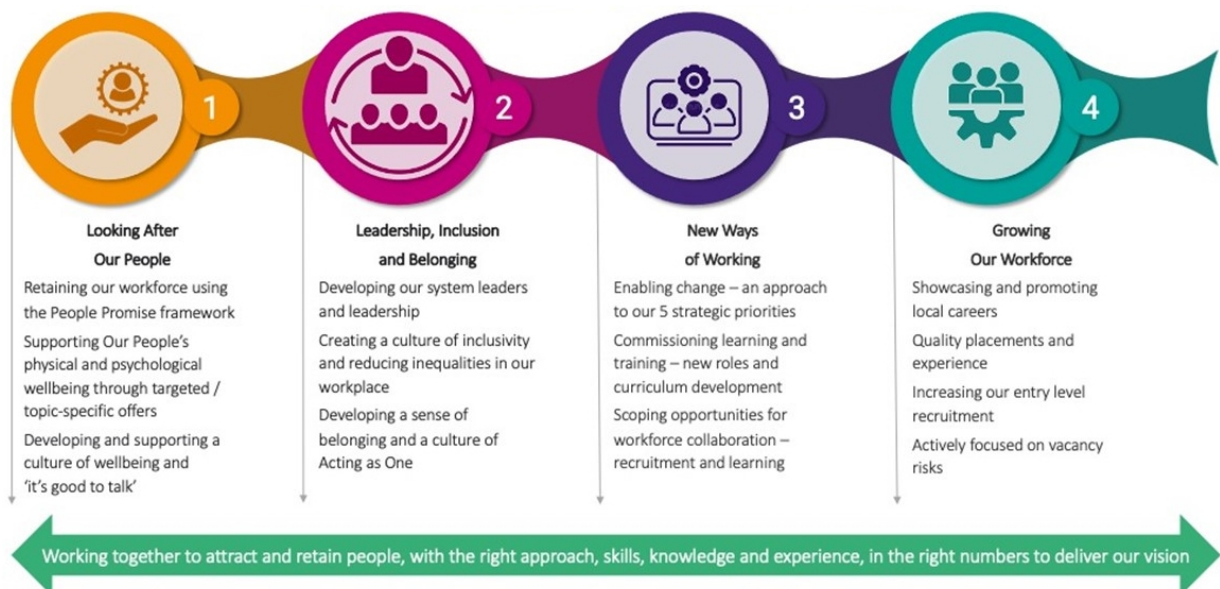 1
2
3
4
Looking After
Our People
Retaining our workforce using
the People Promise framework
Supporting Our People’s
physical and psychological
wellbeing through targeted /
topic-specific offers
Developing and supporting a
culture of wellbeing and
‘it’s good to talk’
Leadership, Inclusion
and Belonging
Developing our system leaders
and leadership
Creating a culture of inclusivity
and reducing inequalities in our
workplace
Developing a sense of
belonging and a culture of
Acting as One
New Ways
of Working
Enabling change – an approach
to our 5 strategic priorities
Commissioning learning and
training – new roles and
curriculum development
Scoping opportunities for
workforce collaboration –
recruitment and learning
Growing
Our Workforce
Showcasing and promoting
local careers
Quality placements and
experience
Increasing our entry level
recruitment
Actively focused on vacancy
risks
Working together to attract and retain people, with the right approach, skills, knowledge and experience, in the right numbers to deliver our vision